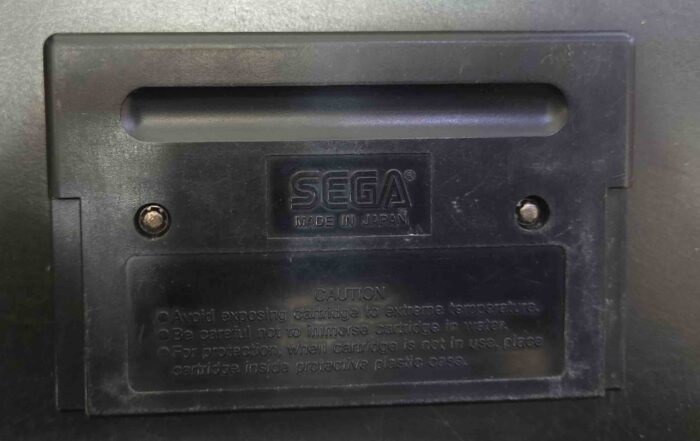 SEGA®
MADE IN JAPAN
CAUTION
●Avoid exposing cartridge to extreme temperature.
●Be careful not to immerse cartridge in water.
●For protection, when cartridge is not in use, place
cartridge inside protective plastic case.